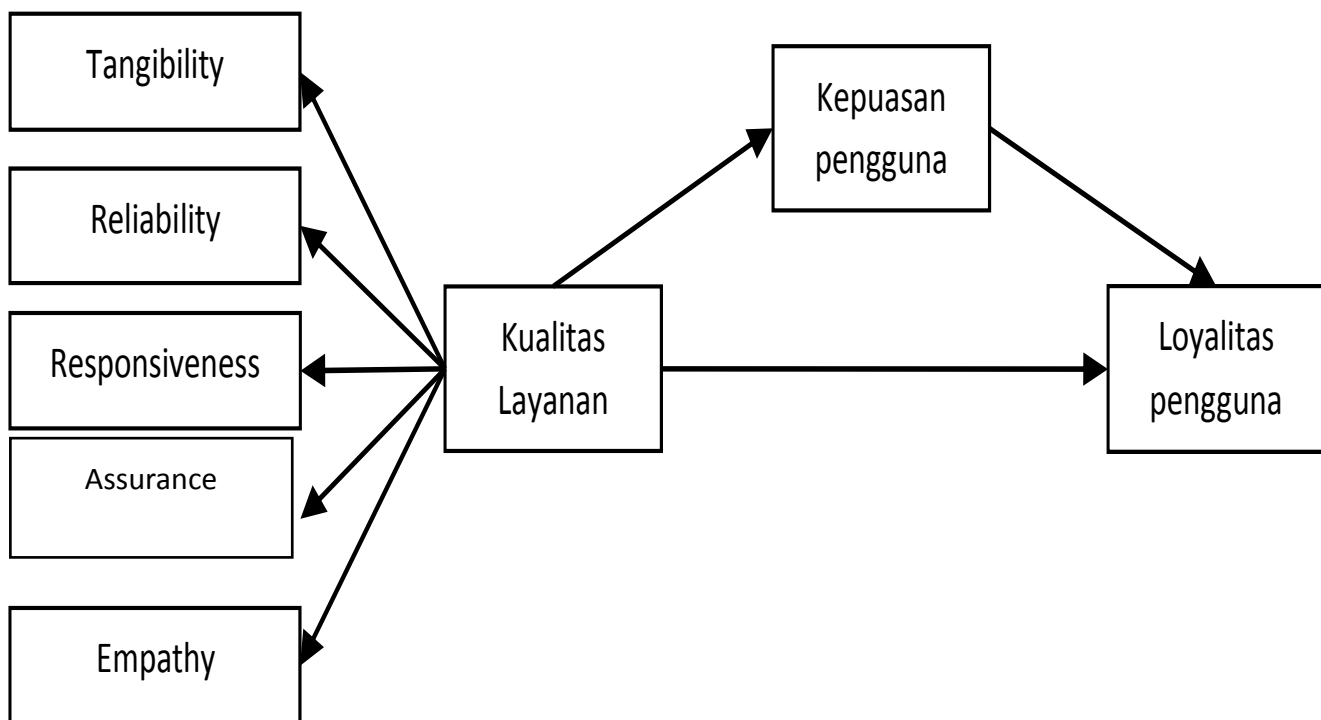 Tangibility
Reliability
Responsiveness
Assurance
Empathy
Kualitas
Layanan
Kepuasan
pengguna
Loyalitas
pengguna